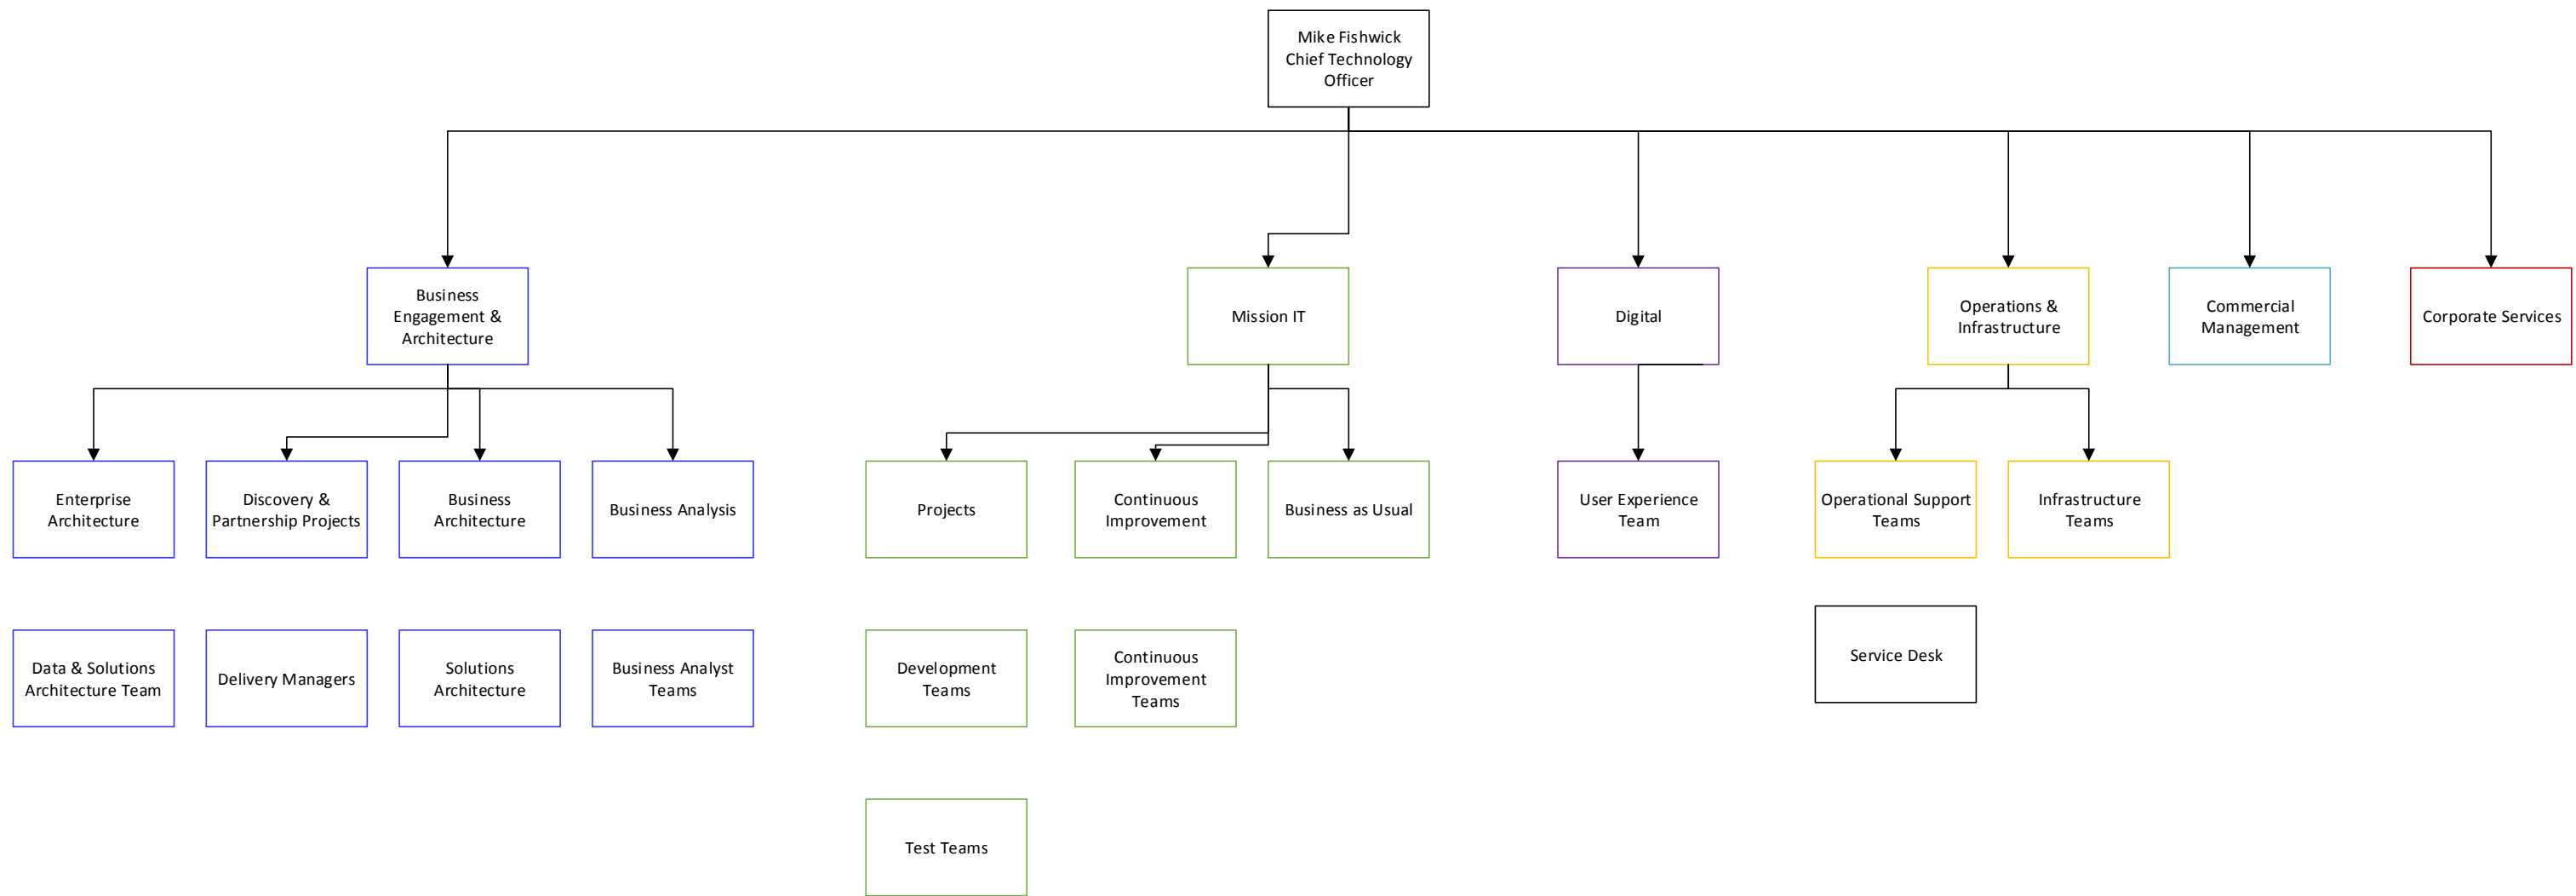 Mike Fishwick
Chief Technology
Officer
Business
Engagement &
Architecture
Mission IT
Digital
Operations &
Infrastructure
Commercial
Management
Corporate Services
Enterprise
Architecture
Discovery &
Partnership Projects
Business
Architecture
Business Analysis
Projects
Continuous
Improvement
Business as Usual
User Experience
Team
Operational Support
Teams
Infrastructure
Teams
Data & Solutions
Architecture Team
Delivery Managers
Solutions
Architecture
Business Analyst
Teams
Development
Teams
Continuous
Improvement
Teams
Service Desk
Test Teams